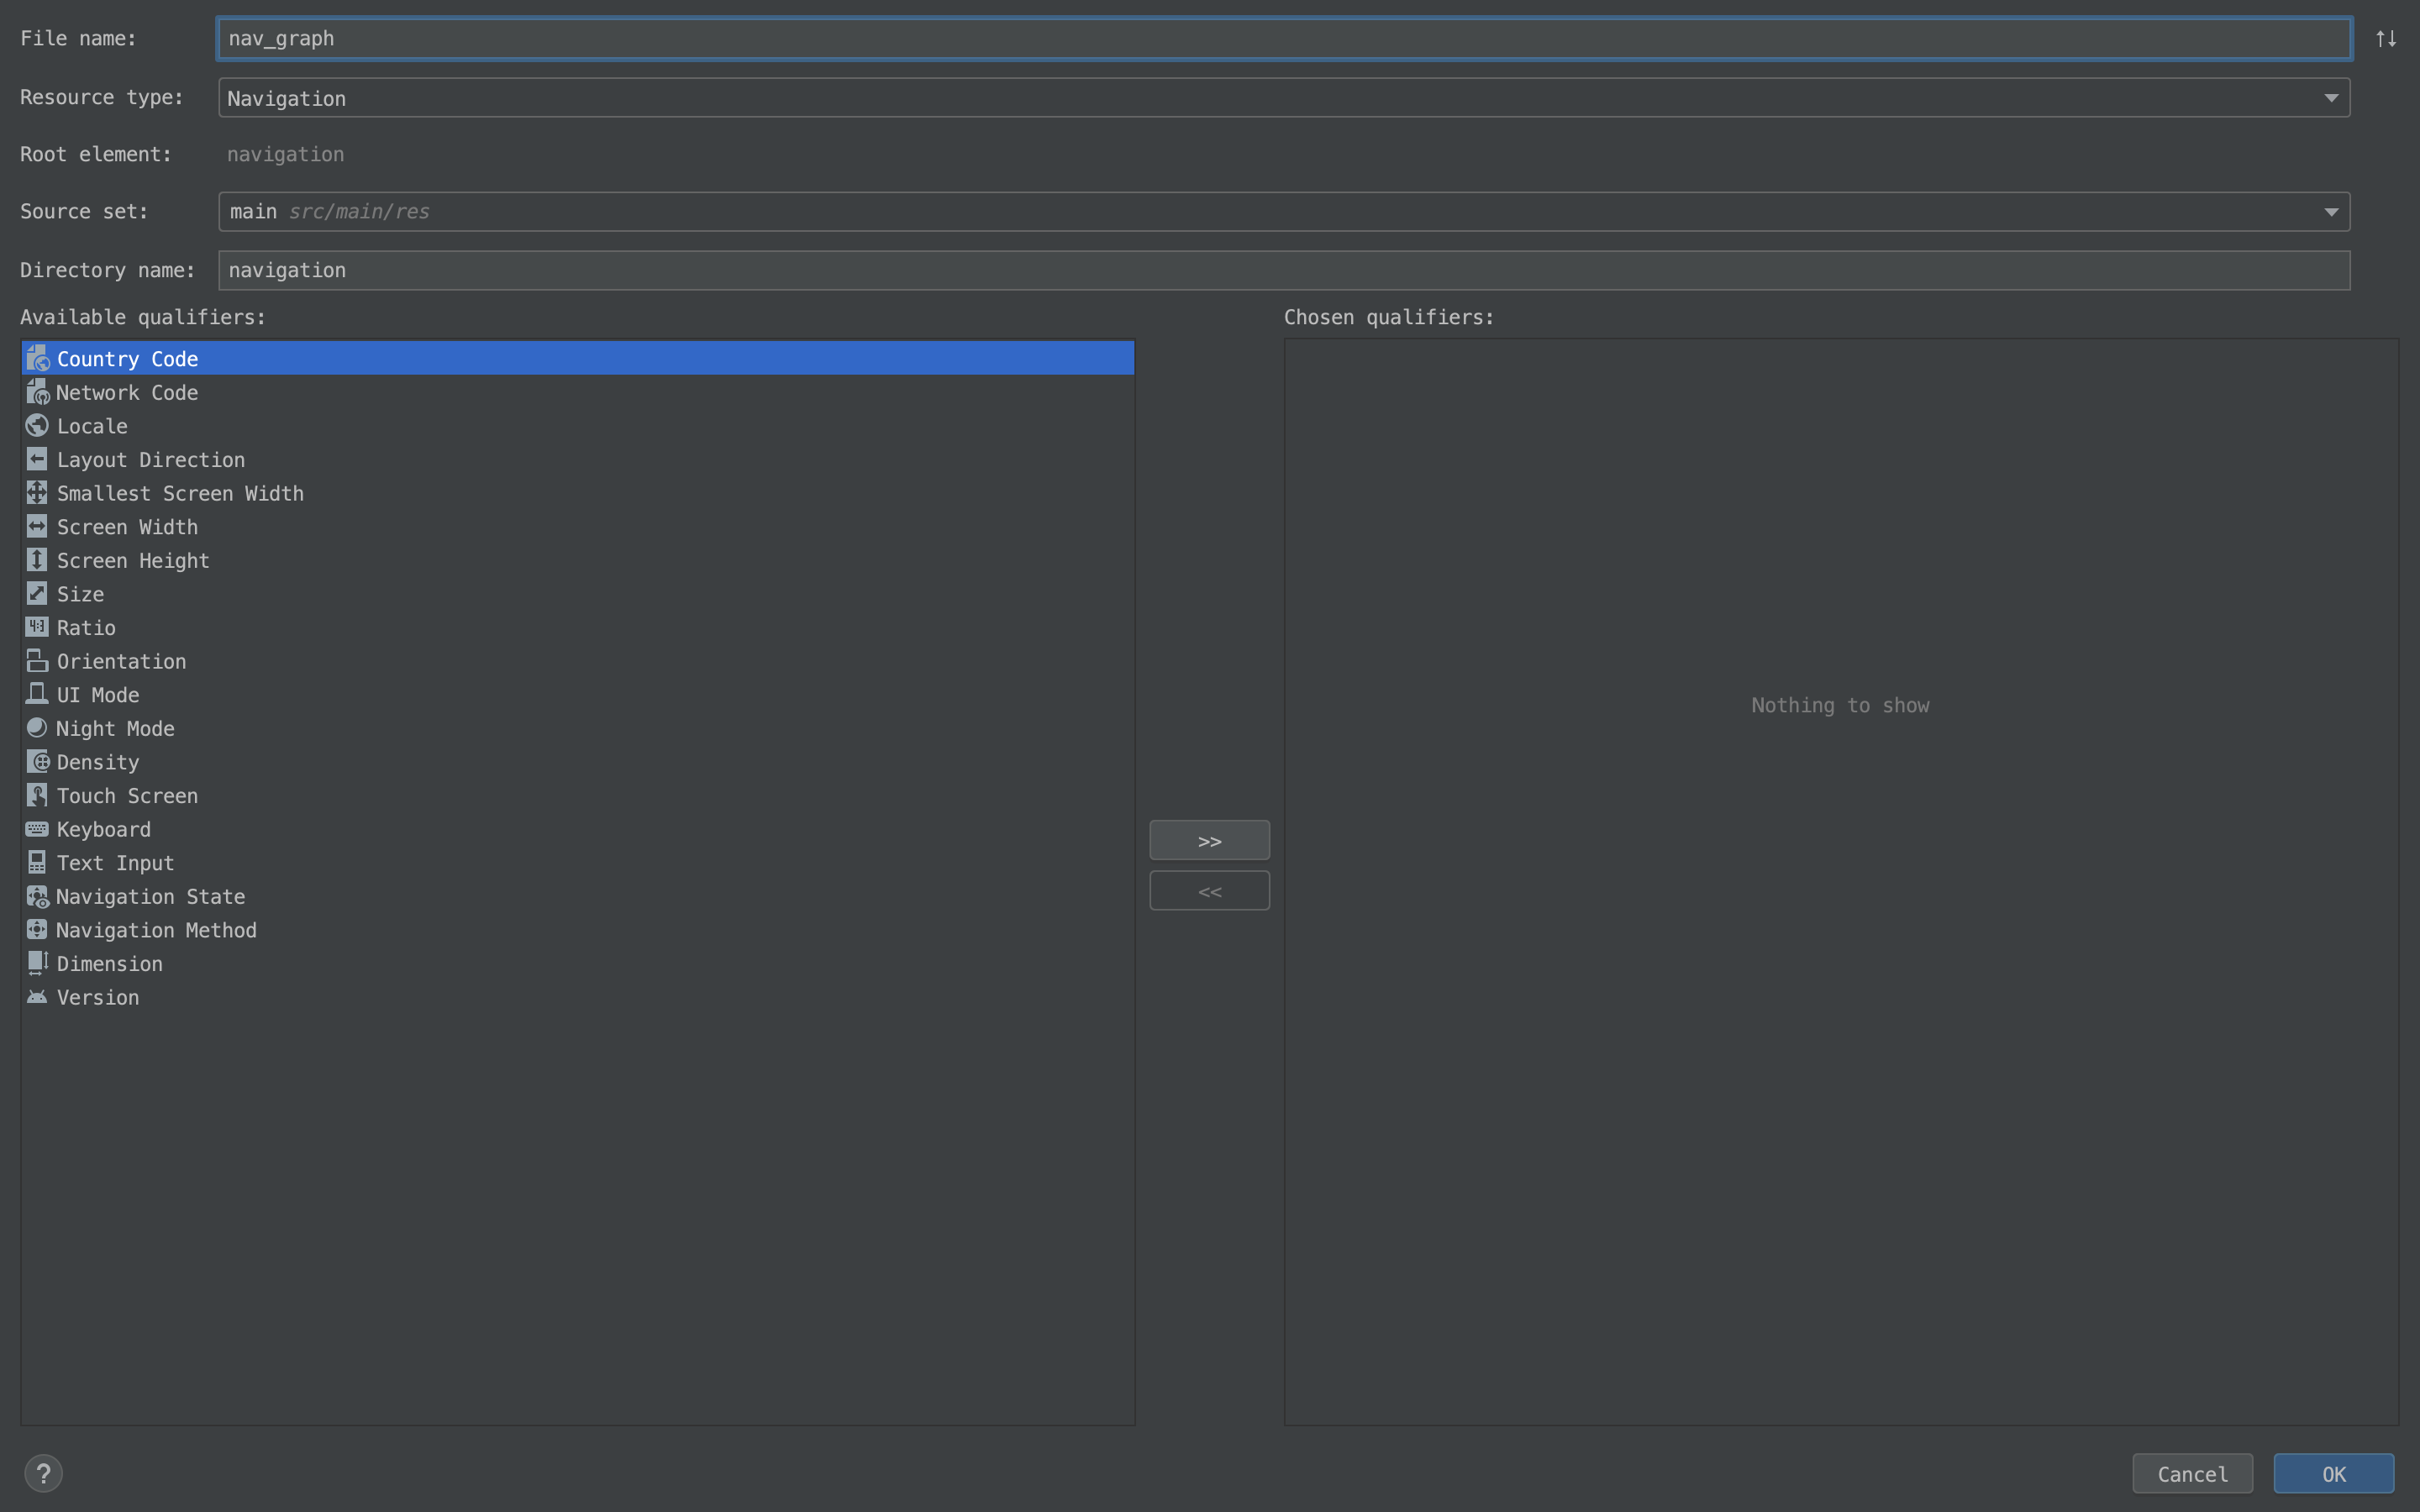 File name: nav_graph
Resource type: Navigation
Root element: navigation
Source set: main src/main/res
Directory name: navigation
Available qualifiers:
Country Code
Network Code
Locale
Layout Direction
Smallest Screen Width
Screen Width
Screen Height
Size
4:3 Ratio
Orientation
UI Mode
Night Mode
Density
Touch Screen
Keyboard
Text Input
Navigation State
Navigation Method
Dimension
Version
>>
<<
Chosen qualifiers:
Nothing to show
?
Cancel
OK